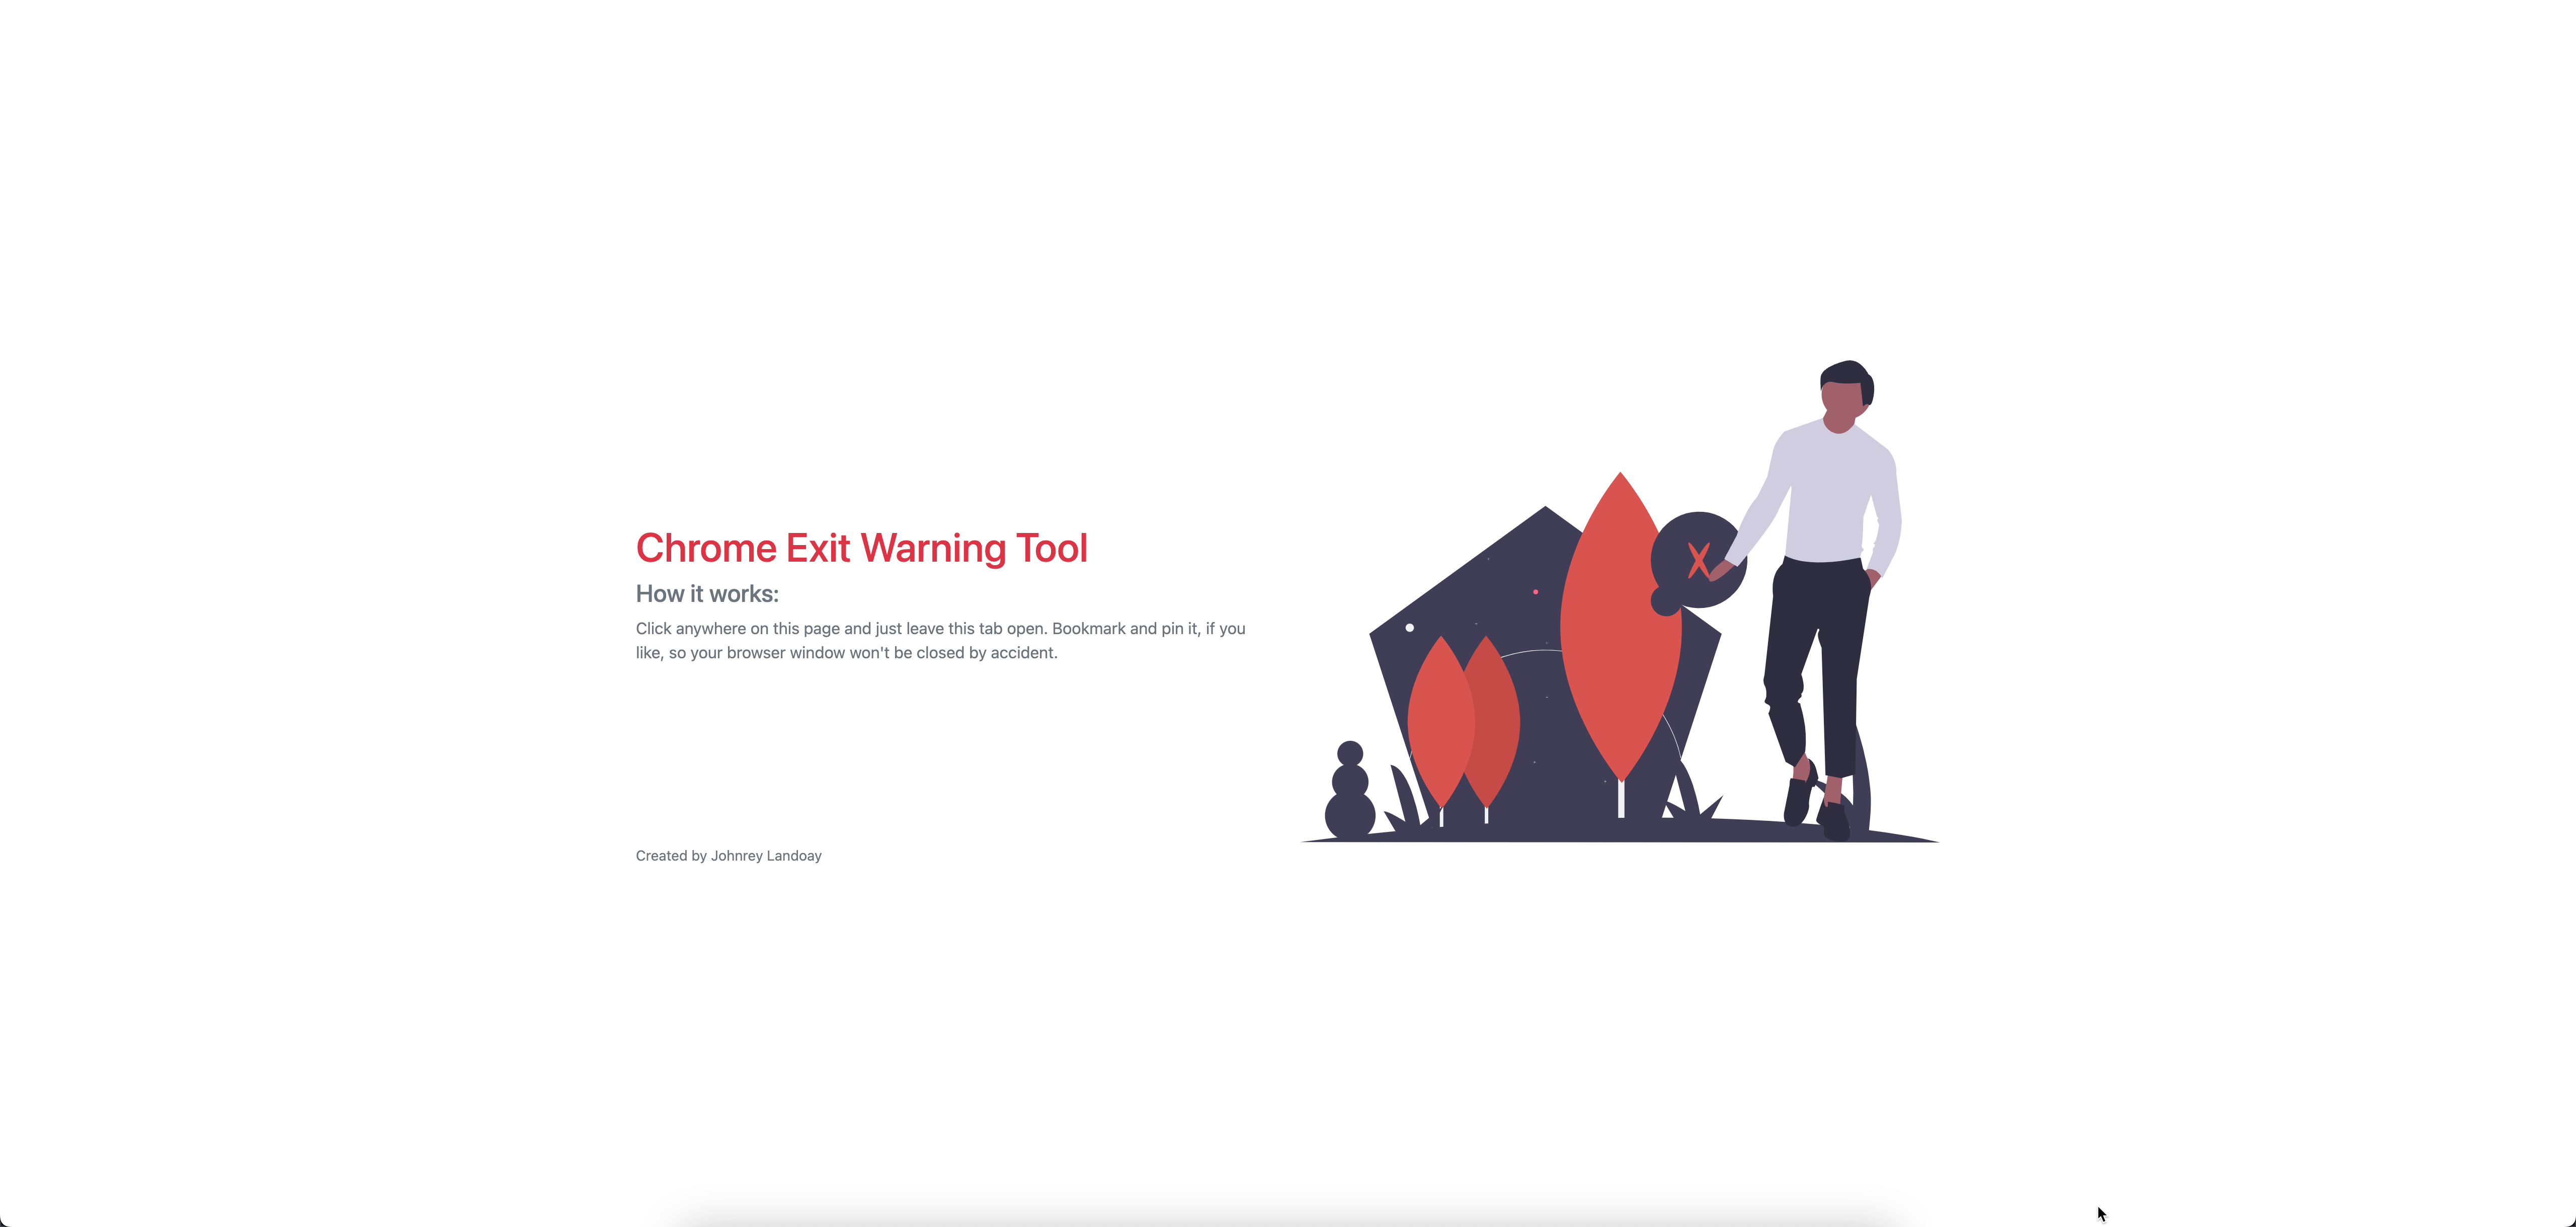 Chrome Exit Warning Tool
How it works:
Click anywhere on this page and just leave this tab open. Bookmark and pin it, if you
like, so your browser window won't be closed by accident.
Created by Johnrey Landoay